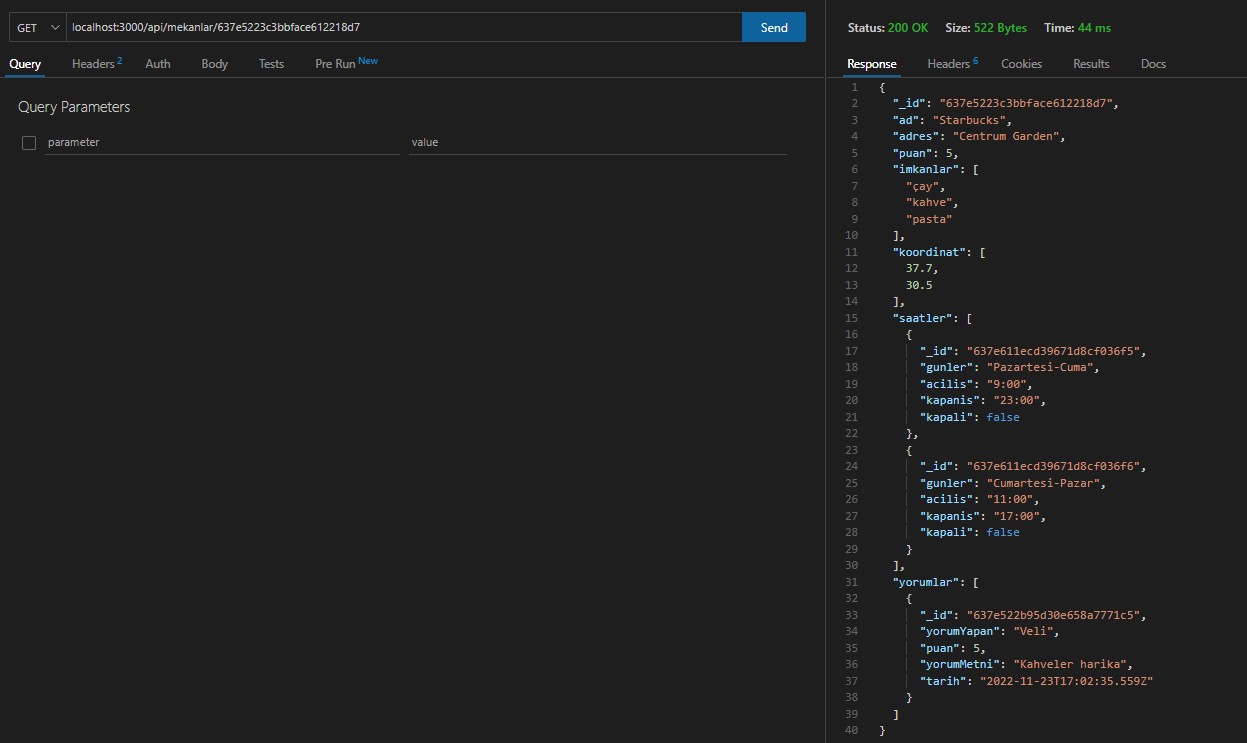 GET localhost:3000/api/mekanlar/637e5223c3bbface612218d7 Send
Query Headers 2 Auth Body Tests Pre Run New
Query Parameters
parameter value
Status: 200 OK Size: 522 Bytes Time: 44 ms
Response Headers 6 Cookies Results Docs
1 {
2 "_id": "637e5223c3bbface612218d7",
3 "ad": "Starbucks",
4 "adres": "Centrum Garden",
5 "puan": 5,
6 "imkanlar": [
7 "çay",
8 "kahve",
9 "pasta"
10 ],
11 "koordinat": [
12 37.7,
13 30.5
14 ],
15 "saatler": [
16 {
17 "_id": "637e611ecd39671d8cf036f5",
18 "gunler": "Pazartesi-Cuma",
19 "acilis": "9:00",
20 "kapanis": "23:00",
21 "kapali": false
22 },
23 {
24 "_id": "637e611ecd39671d8cf036f6",
25 "gunler": "Cumartesi-Pazar",
26 "acilis": "11:00",
27 "kapanis": "17:00",
28 "kapali": false
29 }
30 ],
31 "yorumlar": [
32 {
33 "_id": "637e522b95d30e658a7771c5",
34 "yorumYapan": "Veli",
35 "puan": 5,
36 "yorumMetni": "Kahveler harika",
37 "tarih": "2022-11-23T17:02:35.559Z"
38 }
39 ]
40 }